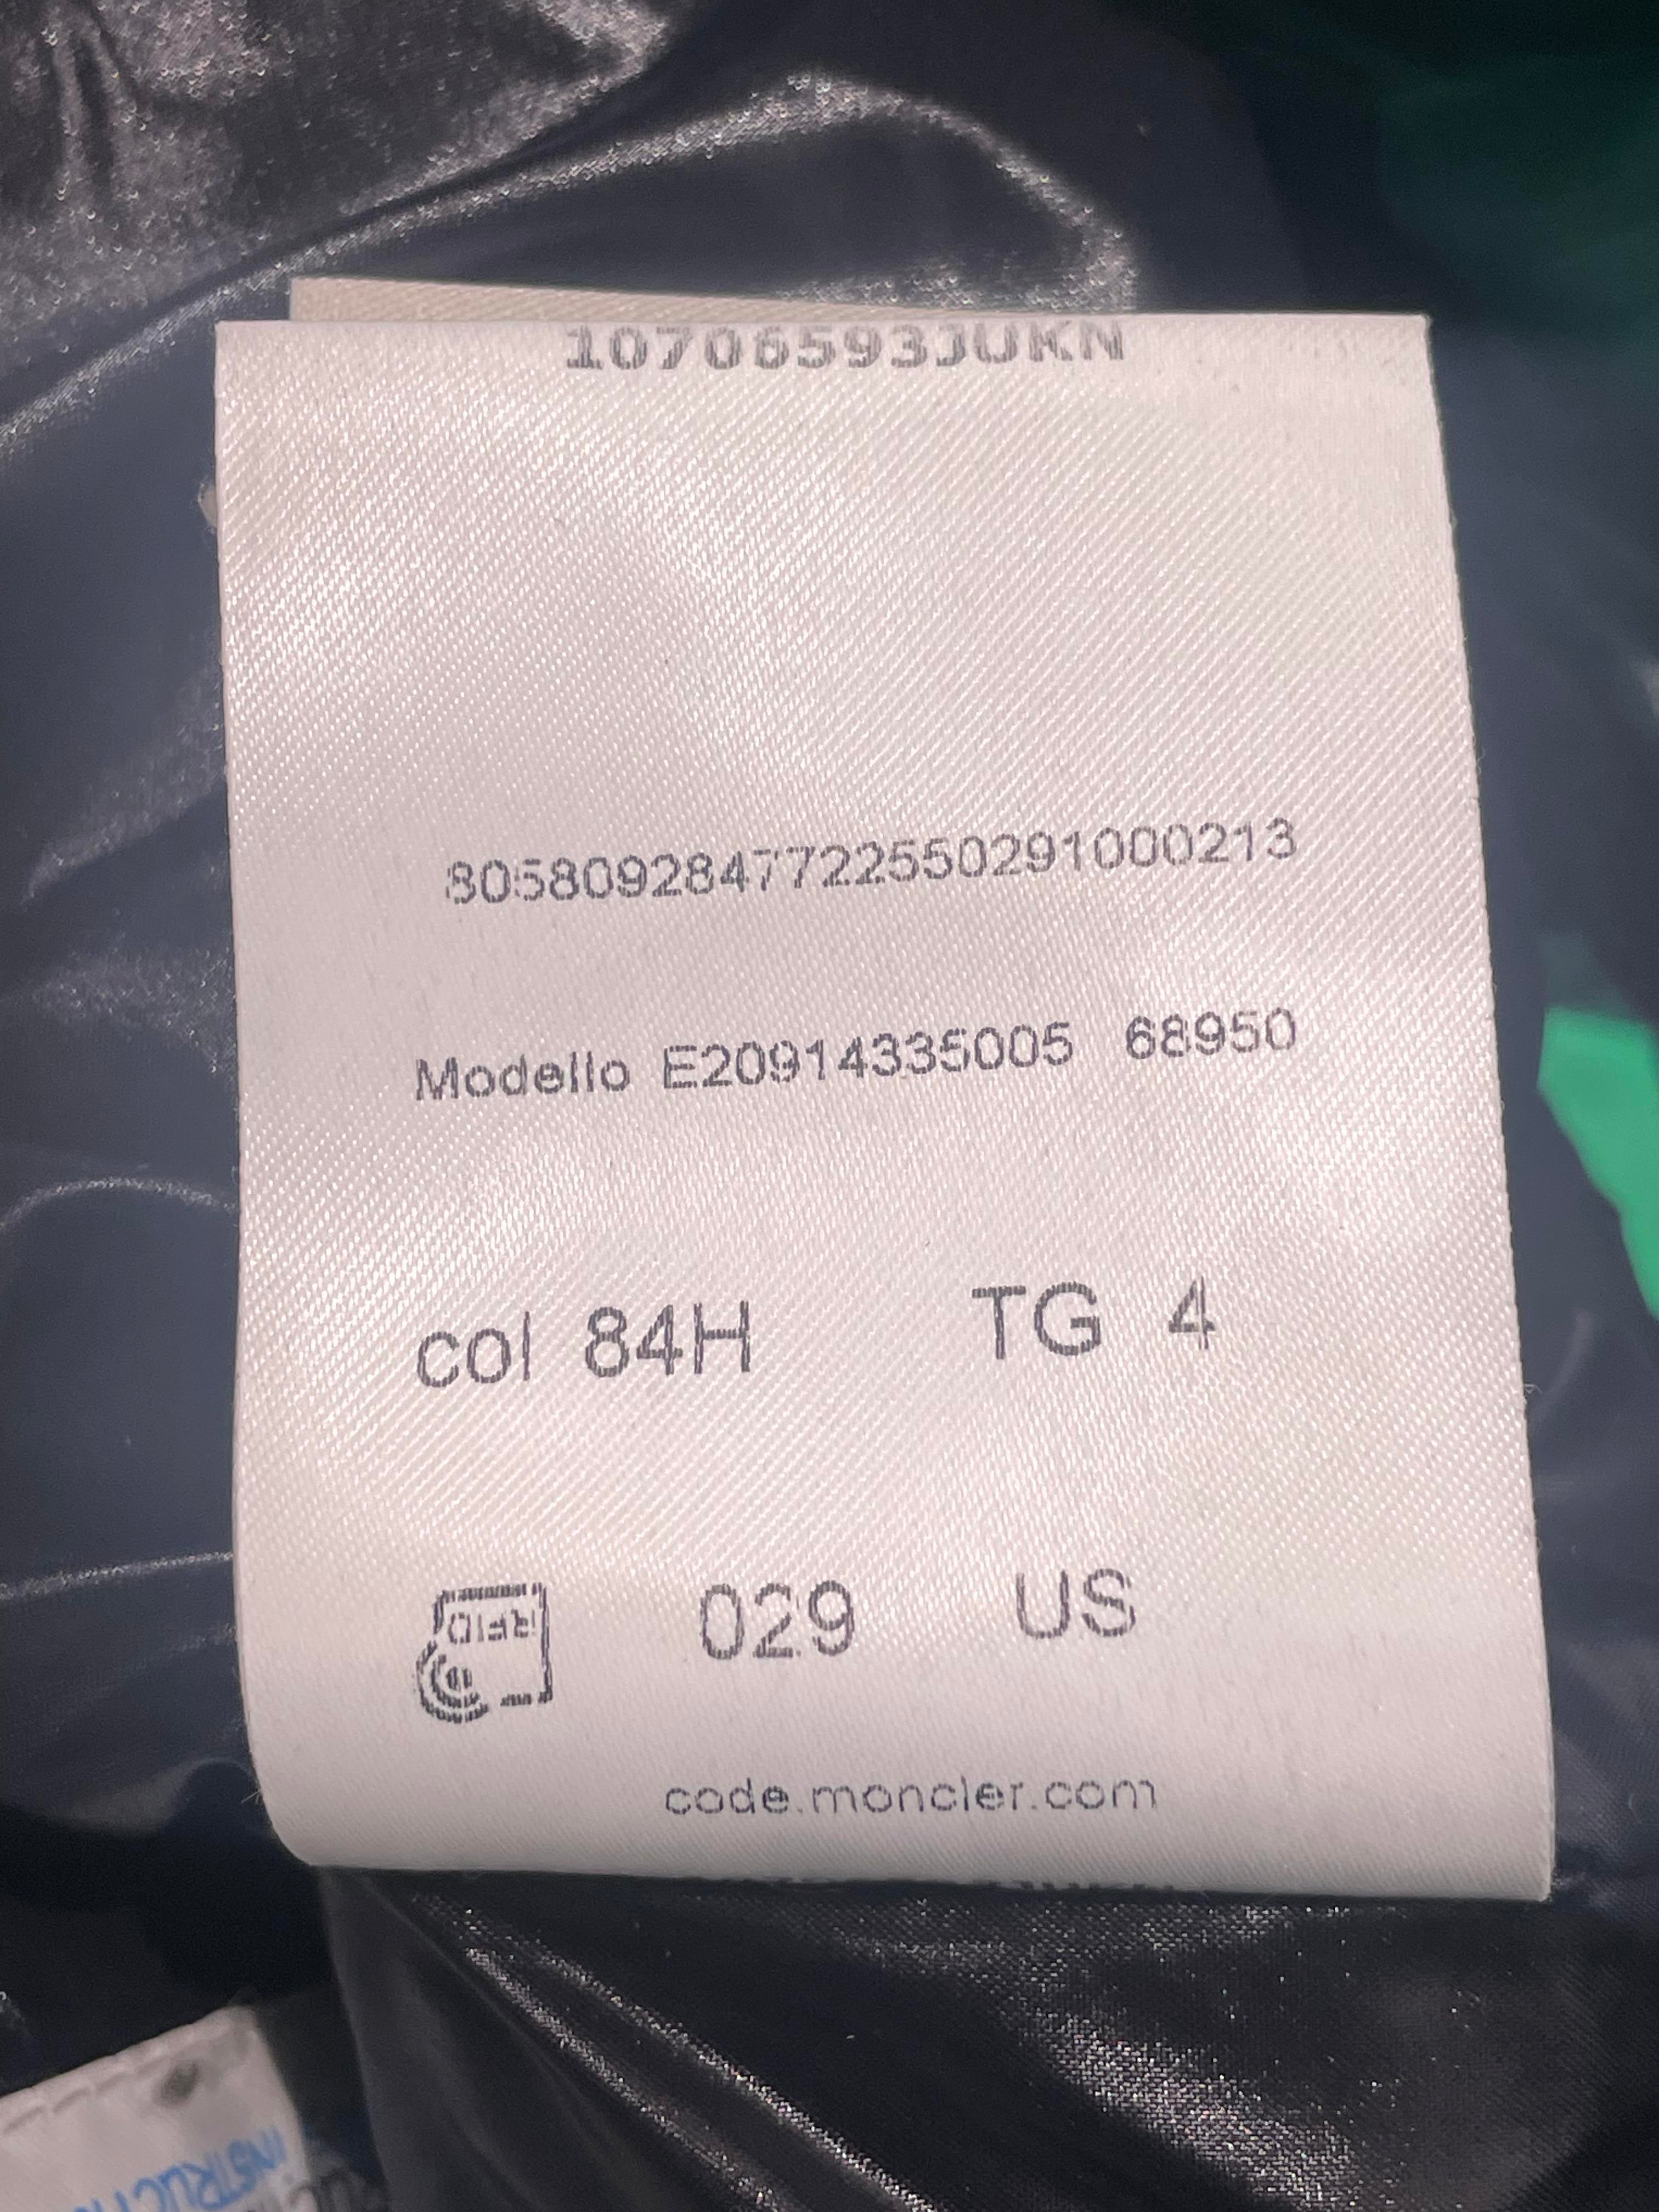 10706593JUKN
8058092847722550291000213
Modello E20914335005 68950
col 84H TG 4
RFID 029 US
code.moncler.com